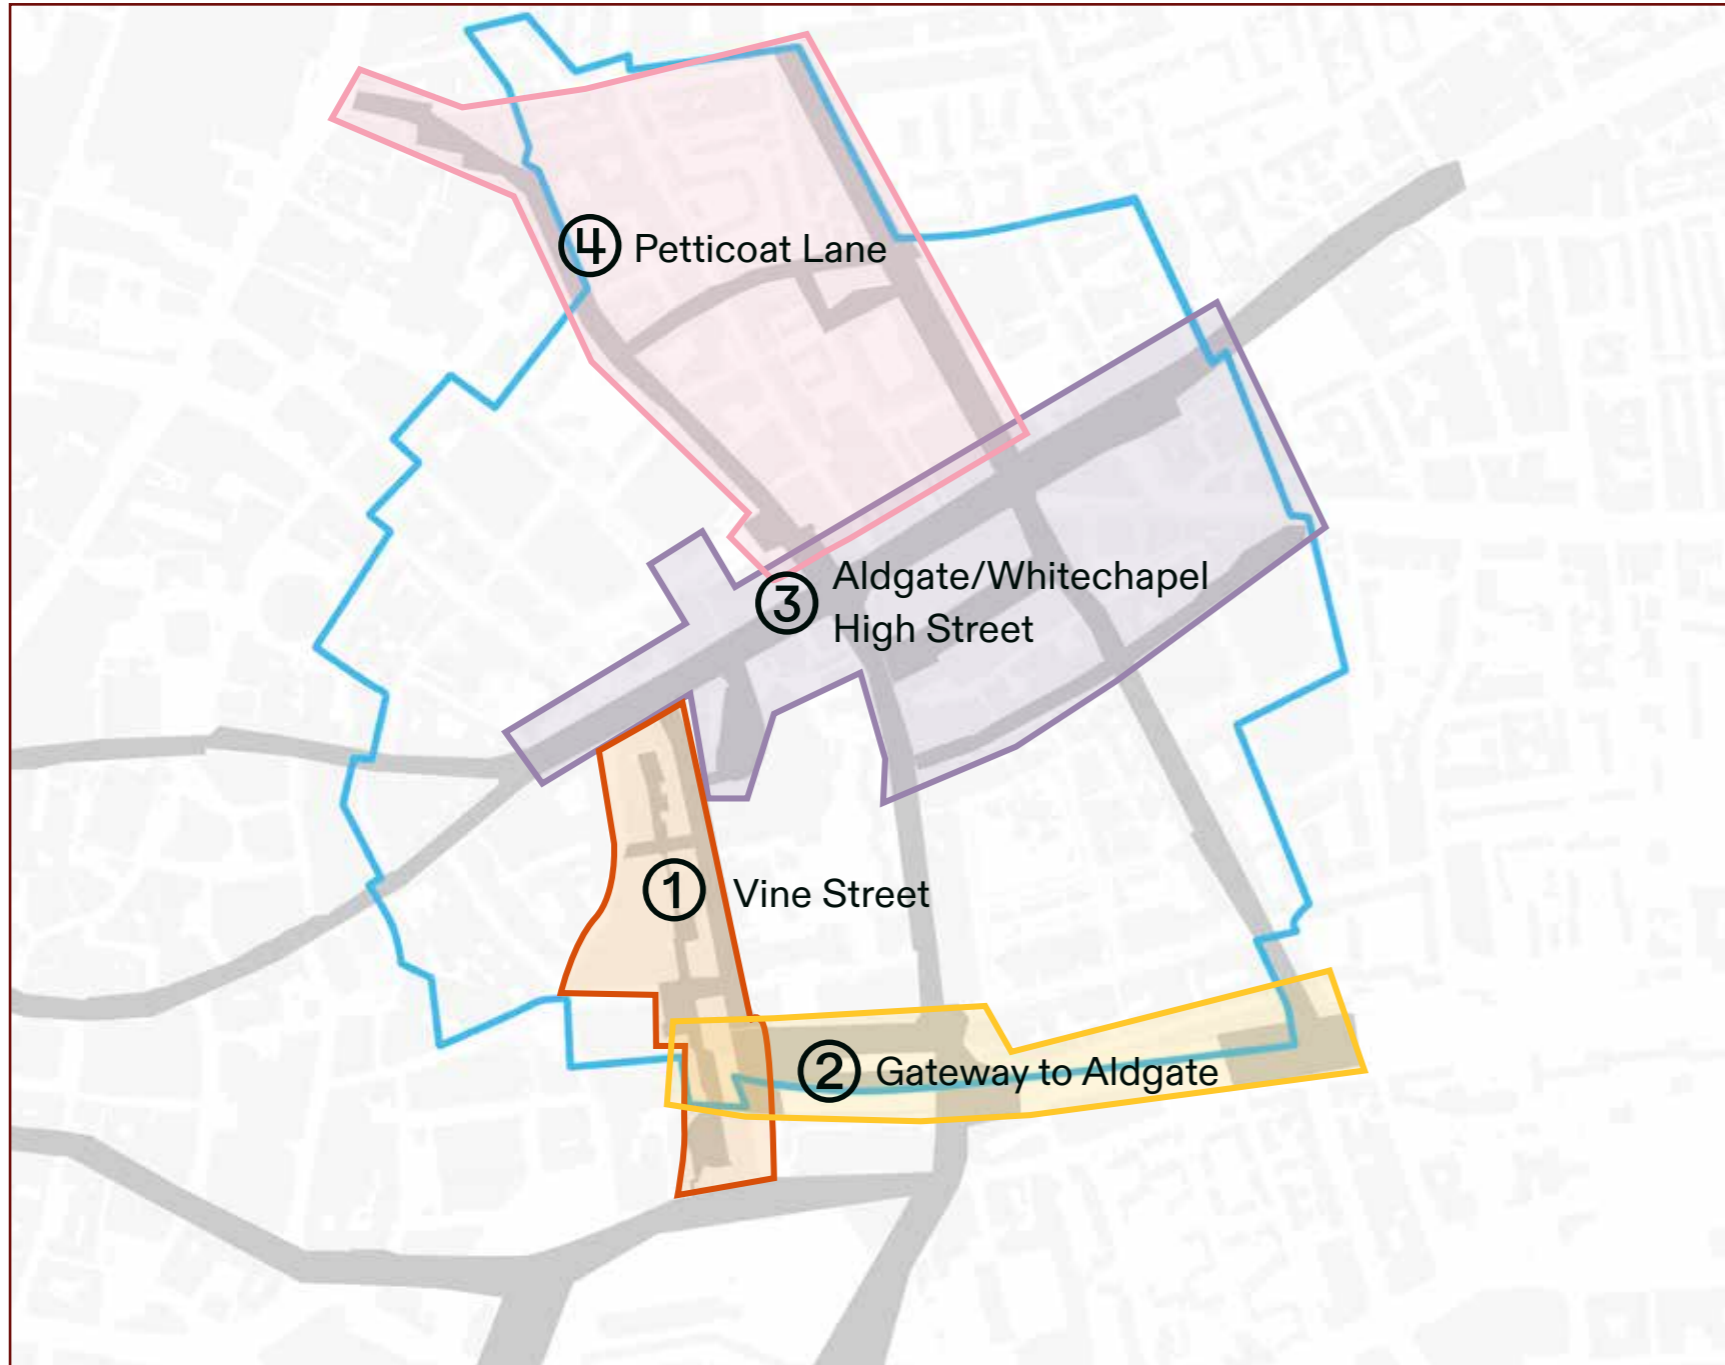 ④ Petticoat Lane
③ Aldgate/Whitechapel
High Street
① Vine Street
② Gateway to Aldgate